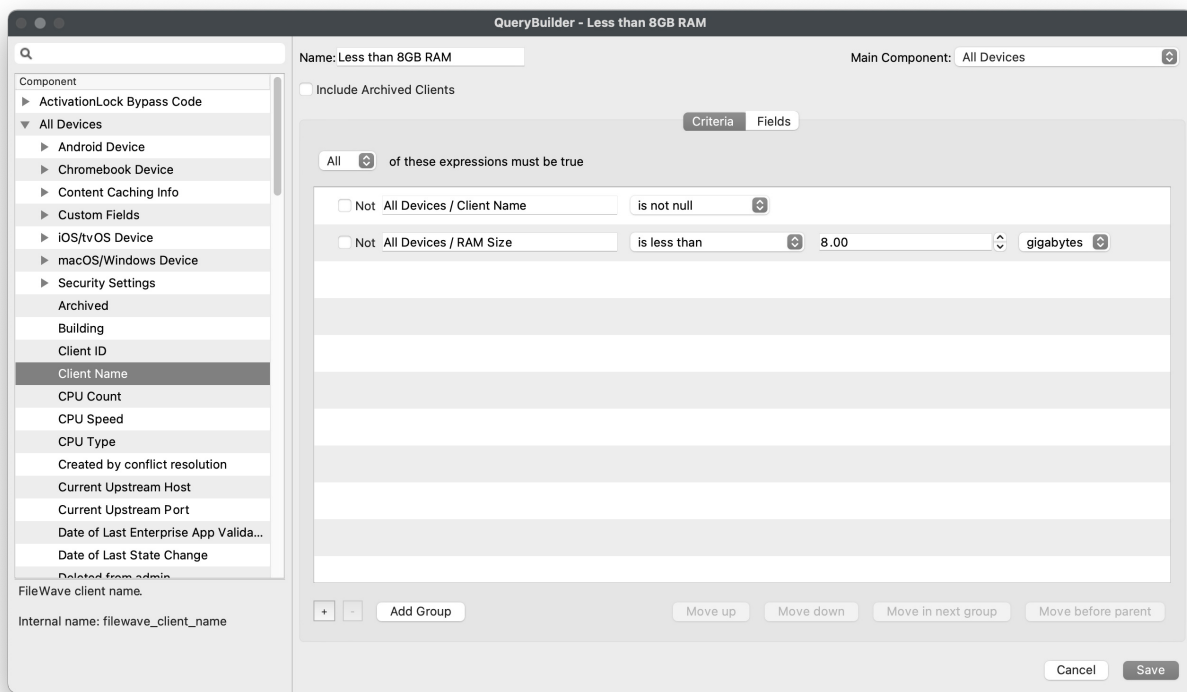 QueryBuilder - Less than 8GB RAM
Component
ActivationLock Bypass Code
All Devices
Android Device
Chromebook Device
Content Caching Info
Custom Fields
iOS/tvOS Device
macOS/Windows Device
Security Settings
Archived
Building
Client ID
Client Name
CPU Count
CPU Speed
CPU Type
Created by conflict resolution
Current Upstream Host
Current Upstream Port
Date of Last Enterprise App Valida...
Date of Last State Change
Deleted from admin
FileWave client name.
Internal name: filewave_client_name
Name: Less than 8GB RAM
Main Component: All Devices
Include Archived Clients
Criteria Fields
All of these expressions must be true
Not All Devices / Client Name is not null
Not All Devices / RAM Size is less than 8.00 gigabytes
+ - Add Group Move up Move down Move in next group Move before parent
Cancel Save